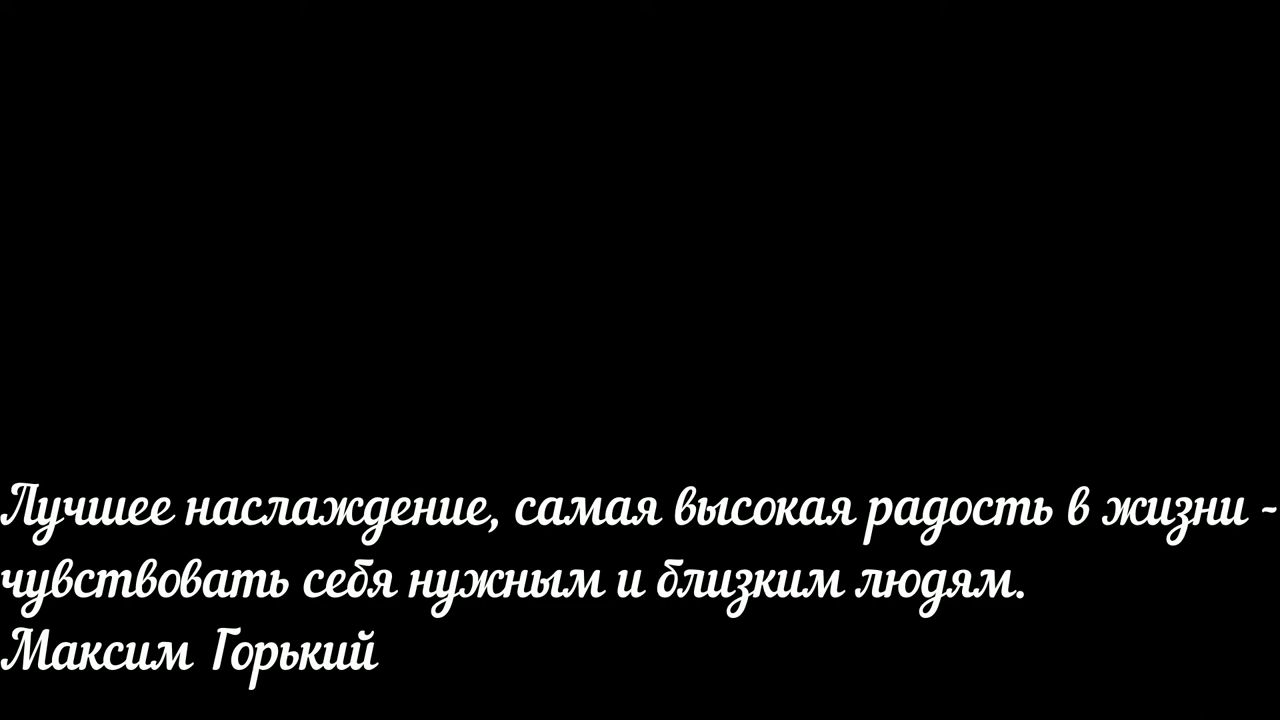 Лучшее наслаждение, самая высокая радость в жизни -
чувствовать себя нужным и близким людям.
Максим Горький